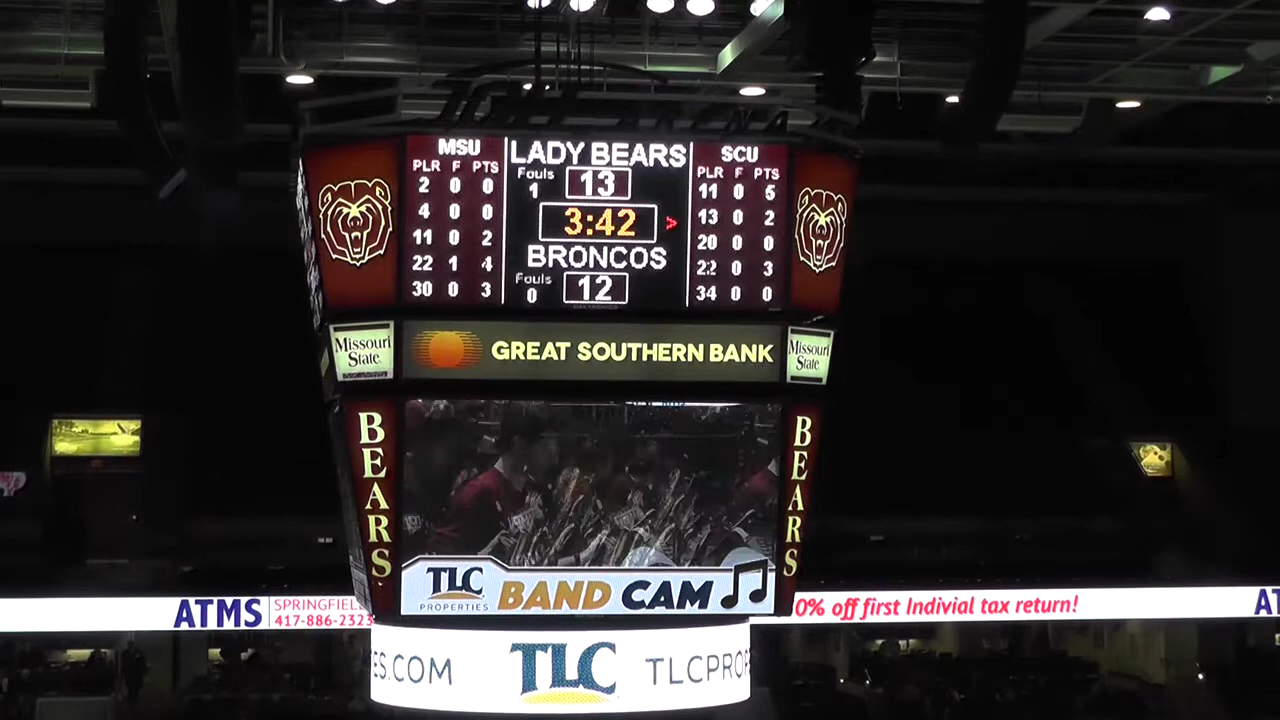 MSU
PLR F PTS
2 0 0
4 0 0
11 0 2
22 1 4
30 0 3
LADY BEARS
Fouls
1
13
3:42 >
BRONCOS
Fouls
0
12
SCU
PLR F PTS
11 0 5
13 0 2
20 0 0
22 0 3
34 0 0
Missouri
State
GREAT SOUTHERN BANK
Missouri
State
BEARS
BEARS
TLC
PROPERTIES
BAND CAM
ATMS
SPRINGFIELD
417-886-2323
0% off first Indivial tax return!
AT
ES.COM
TLC
TLCPROP